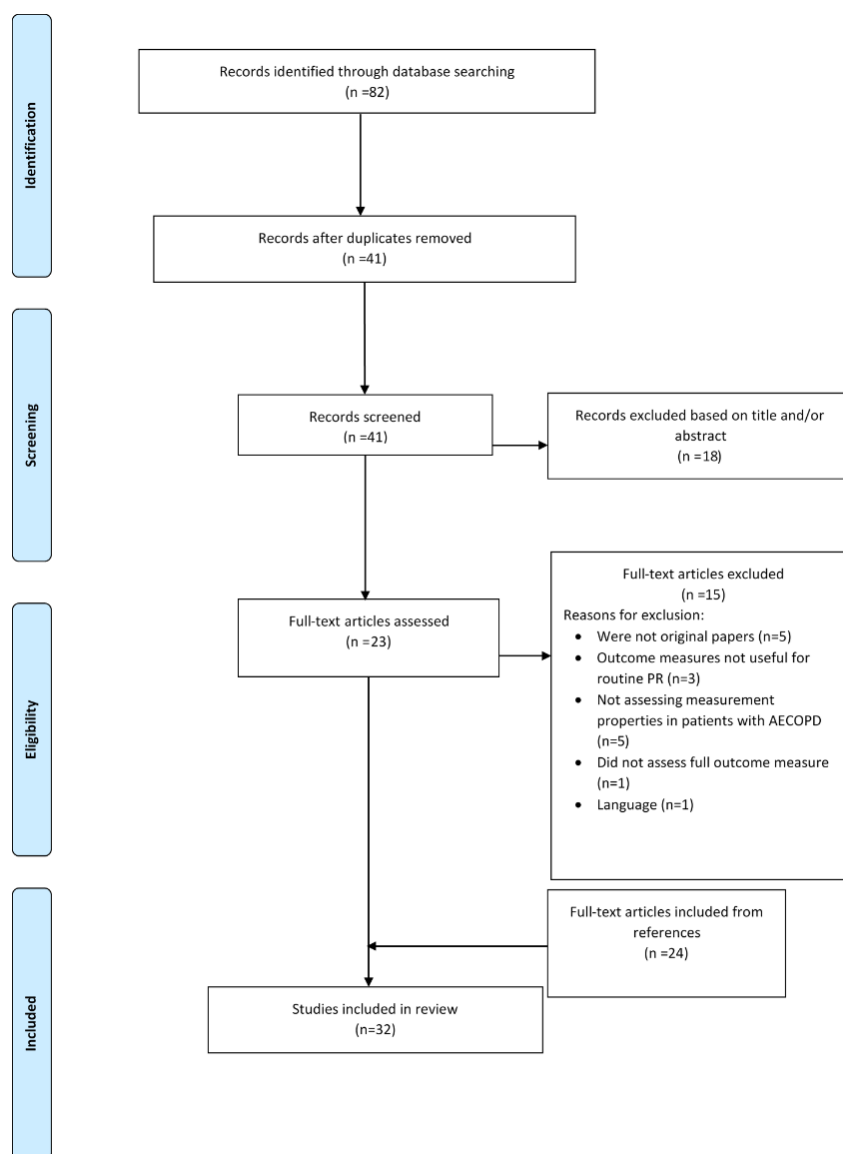 Identification
Records identified through database searching
(n =82)
Records after duplicates removed
(n =41)
Screening
Records screened
(n =41)
Records excluded based on title and/or
abstract
(n =18)
Eligibility
Full-text articles assessed
(n =23)
Full-text articles excluded
(n =15)
Reasons for exclusion:
• Were not original papers (n=5)
• Outcome measures not useful for
routine PR (n=3)
• Not assessing measurement
properties in patients with AECOPD
(n=5)
• Did not assess full outcome measure
(n=1)
• Language (n=1)
Included
Full-text articles included from
references
(n =24)
Studies included in review
(n=32)